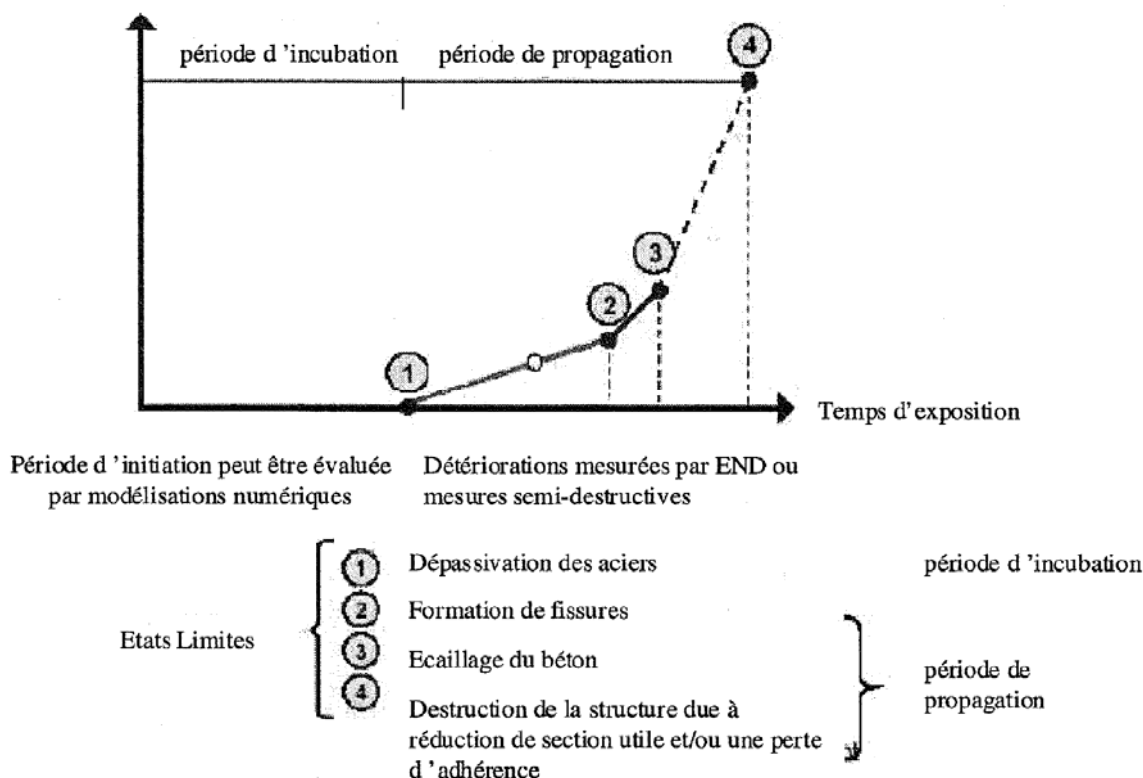 période d 'incubation
période de propagation
4
3
2
1
Temps d'exposition
Période d 'initiation peut être évaluée
par modélisations numériques
Détériorations mesurées par END ou
mesures semi-destructives
Etats Limites
1 Dépassivation des aciers
période d 'incubation
2 Formation de fissures
3 Ecaillage du béton
4 Destruction de la structure due à
réduction de section utile et/ou une perte
d 'adhérence
période de
propagation